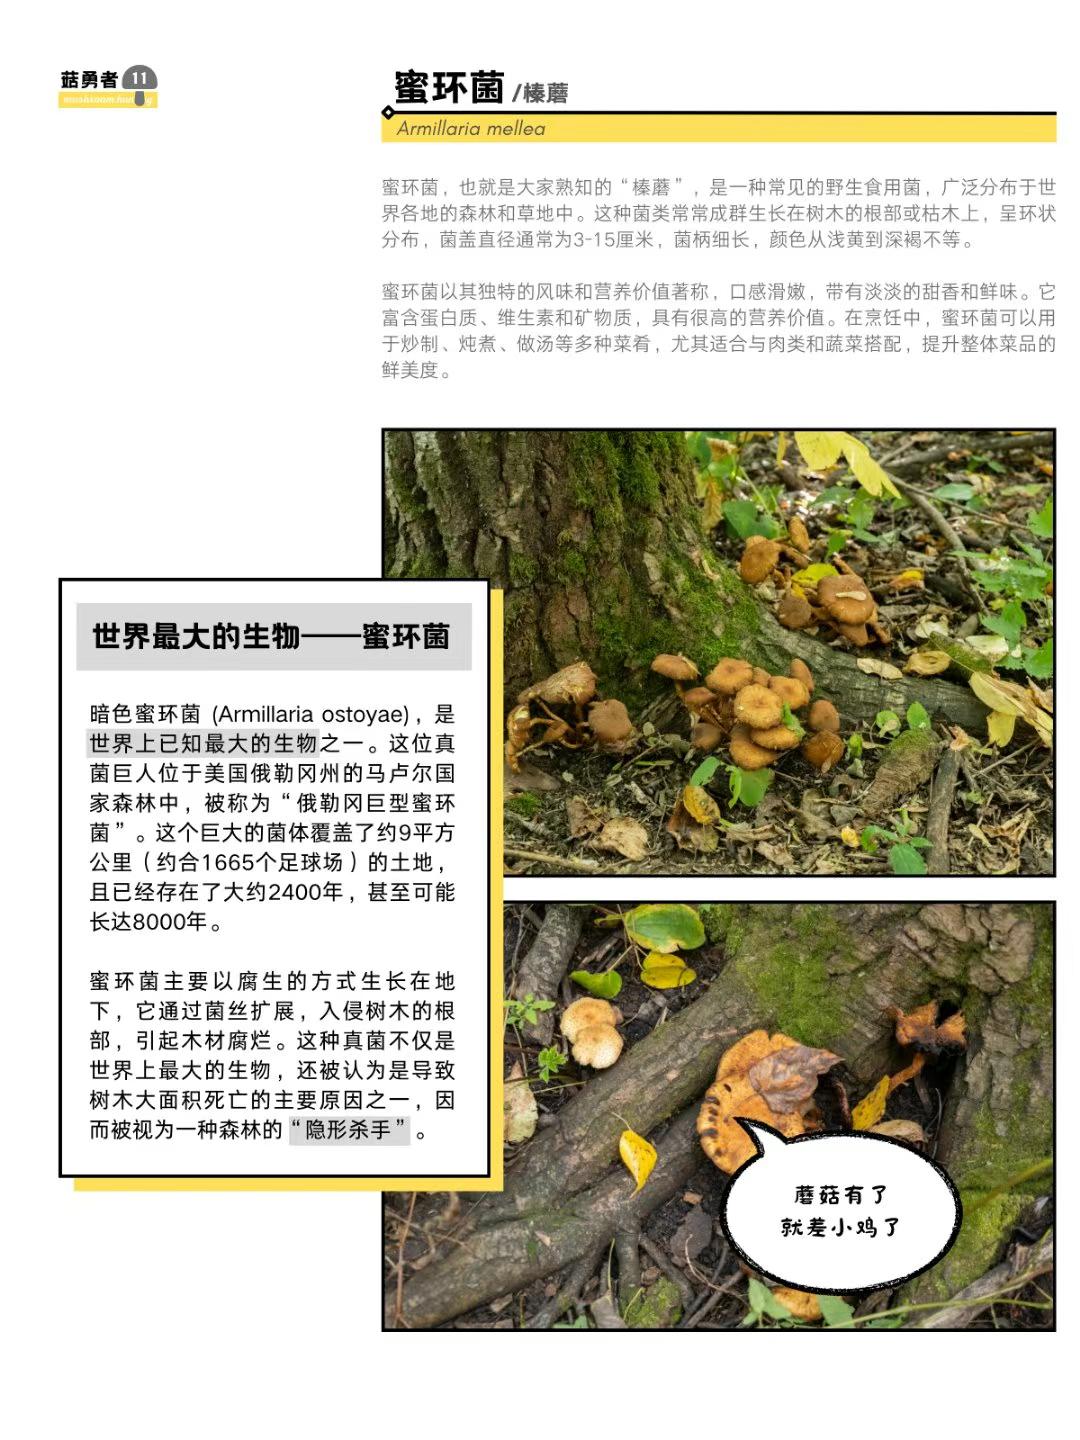 菇勇者 11
mushroom hun g
蜜环菌 /榛蘑
Armillaria mellea
蜜环菌，也就是大家熟知的“榛蘑”，是一种常见的野生食用菌，广泛分布于世
界各地的森林和草地中。这种菌类常常成群生长在树木的根部或枯木上，呈环状
分布，菌盖直径通常为3-15厘米，菌柄细长，颜色从浅黄到深褐不等。
蜜环菌以其独特的风味和营养价值著称，口感滑嫩，带有淡淡的甜香和鲜味。它
富含蛋白质、维生素和矿物质，具有很高的营养价值。在烹饪中，蜜环菌可以用
于炒制、炖煮、做汤等多种菜肴，尤其适合与肉类和蔬菜搭配，提升整体菜品的
鲜美度。
世界最大的生物——蜜环菌
暗色蜜环菌 (Armillaria ostoyae)，是
世界上已知最大的生物之一。这位真
菌巨人位于美国俄勒冈州的马卢尔国
家森林中，被称为“俄勒冈巨型蜜环
菌”。这个巨大的菌体覆盖了约9平方
公里（约合1665个足球场）的土地，
且已经存在了大约2400年，甚至可能
长达8000年。
蜜环菌主要以腐生的方式生长在地
下，它通过菌丝扩展，入侵树木的根
部，引起木材腐烂。这种真菌不仅是
世界上最大的生物，还被认为是导致
树木大面积死亡的主要原因之一，因
而被视为一种森林的“隐形杀手”。
蘑菇有了
就差小鸡了